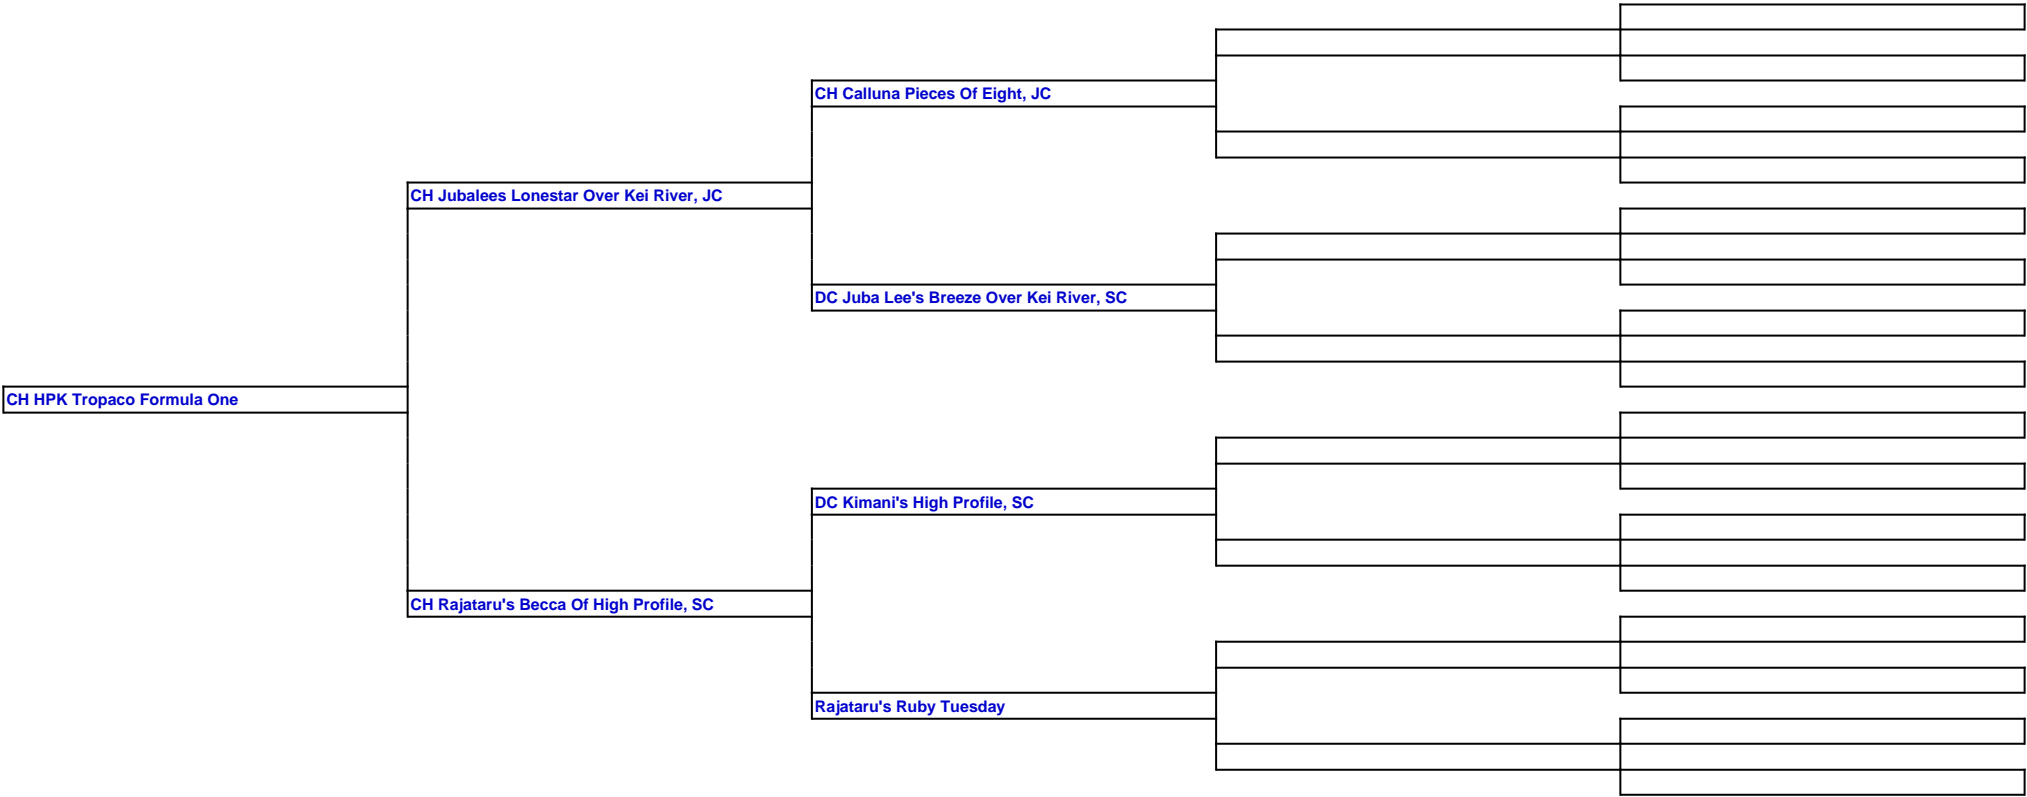 CH Calluna Pieces Of Eight, JC
CH Jubalees Lonestar Over Kei River, JC
DC Juba Lee's Breeze Over Kei River, SC
CH HPK Tropaco Formula One
DC Kimani's High Profile, SC
CH Rajataru's Becca Of High Profile, SC
Rajataru's Ruby Tuesday